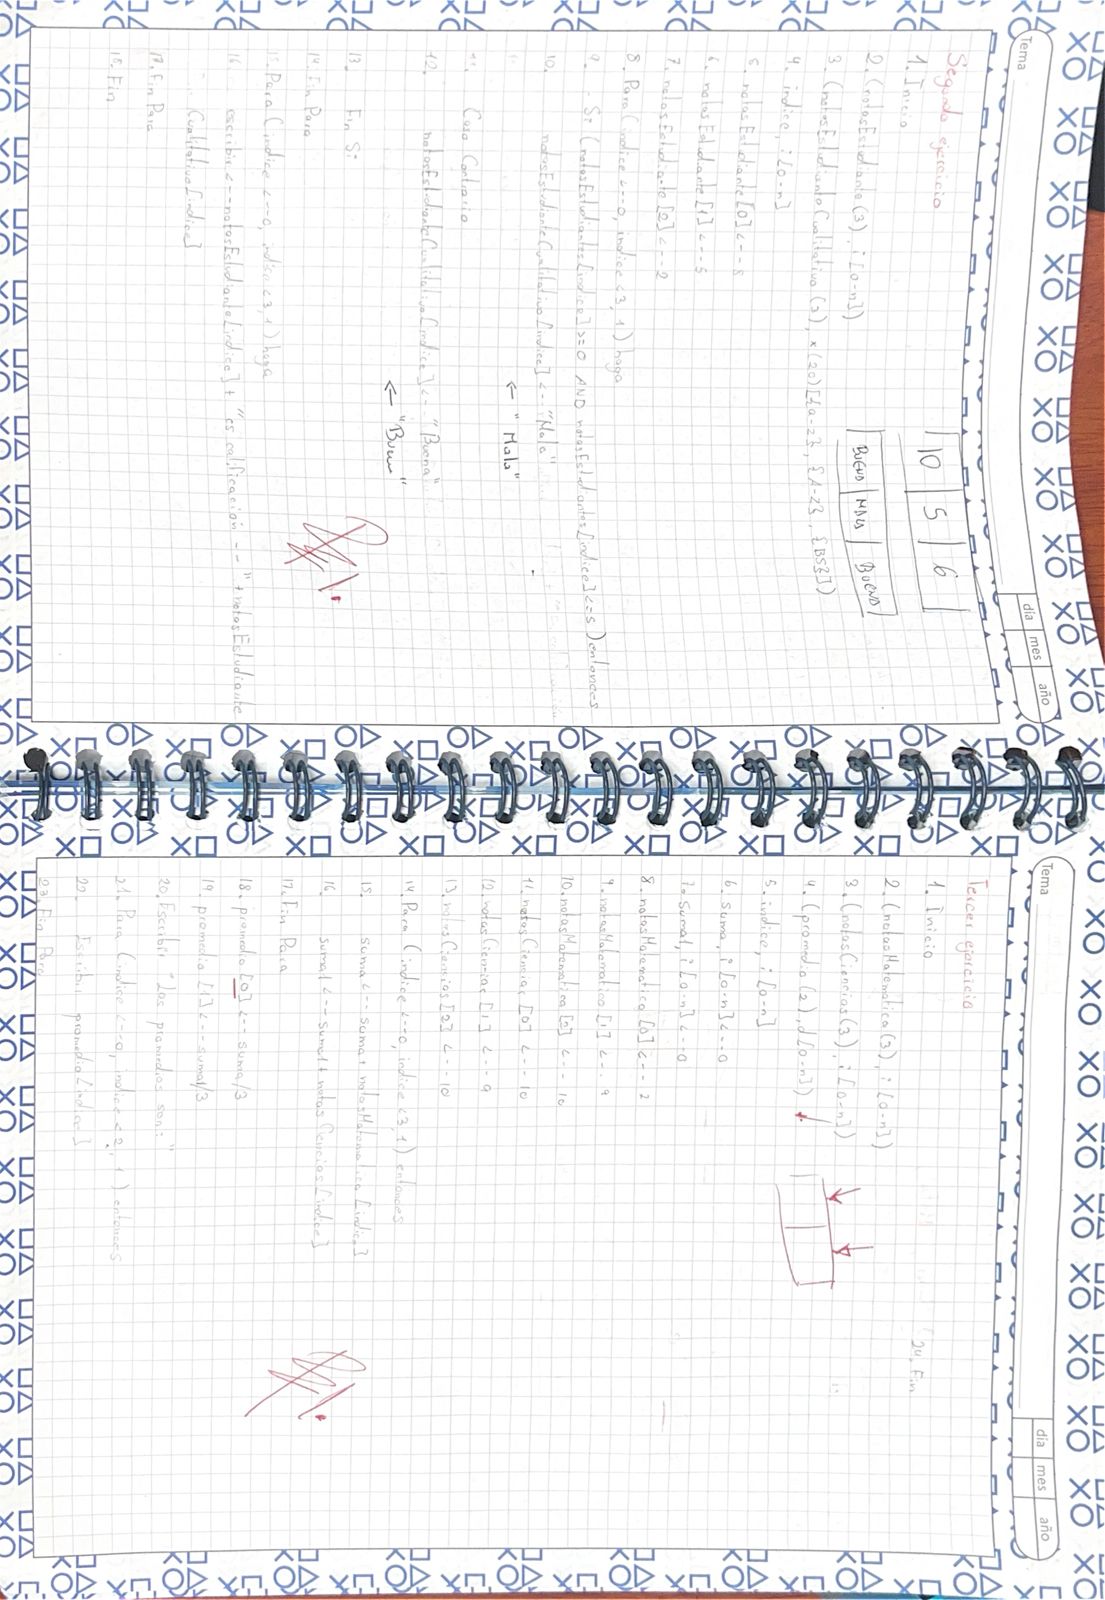 Tema
día mes año
Segundo ejercicio
10 5 6
BUENO MALO BUENO
1. Inicio
2. (notasEstudiante(3), i [0-n])
3. (notasEstudianteCualitativo(3), x(20)[{a-z}, {A-Z}, {BS}])
4. indice, i [0-n]
5. notasEstudiante[0] <-- 5
6. notasEstudiante[1] <-- 5
7. notasEstudiante[2] <-- 2
8. Para (indice <--0, indice <3, 1) haga
9. Si (notasEstudiantes[indice] >=0 AND notasEstudiantes[indice] <=5) entonces
10. notasEstudianteCualitativo[indice] <-- "Malo"
← "Malo"
11. Caso Contrario
12. notasEstudianteCualitativo[indice] <-- "Buena"
← "Bueno"
13. Fin Si
14. Fin Para
15. Para (indice <--0, indice <3, 1) haga
16. escribir <-- notasEstudiante[indice] + "es calificación --" + notasEstudiante
Cualitativo[indice]
17. Fin Para
18. Fin
Tema
día mes año
Tercer ejercicio
1. Inicio
2. (notasMatematica(3), i [0-n])
3. (notasCiencias(3), i [0-n])
4. (promedio(2), d [0-n])
5. indice, i [0-n]
6. suma, i [0-n] <--0
7. suma1, i [0-n] <--0
8. notasMatematica[0] <-- 2
9. notasMatematica[1] <-- 9
10. notasMatematica[2] <-- 10
11. notasCiencias[0] <-- 10
12. notasCiencias[1] <-- 9
13. notasCiencias[2] <-- 10
14. Para (indice <--0, indice <3, 1) entonces
15. suma <-- suma + notasMatematica[indice]
16. suma1 <-- suma1 + notasCiencias[indice]
17. Fin Para
18. promedio[0] <-- suma/3
19. promedio[1] <-- suma1/3
20. Escriber "Los promedios son:"
21. Para (indice <--0, indice <2, 1) entonces
22. Escribir promedio[indice]
23. Fin Para
24. Fin